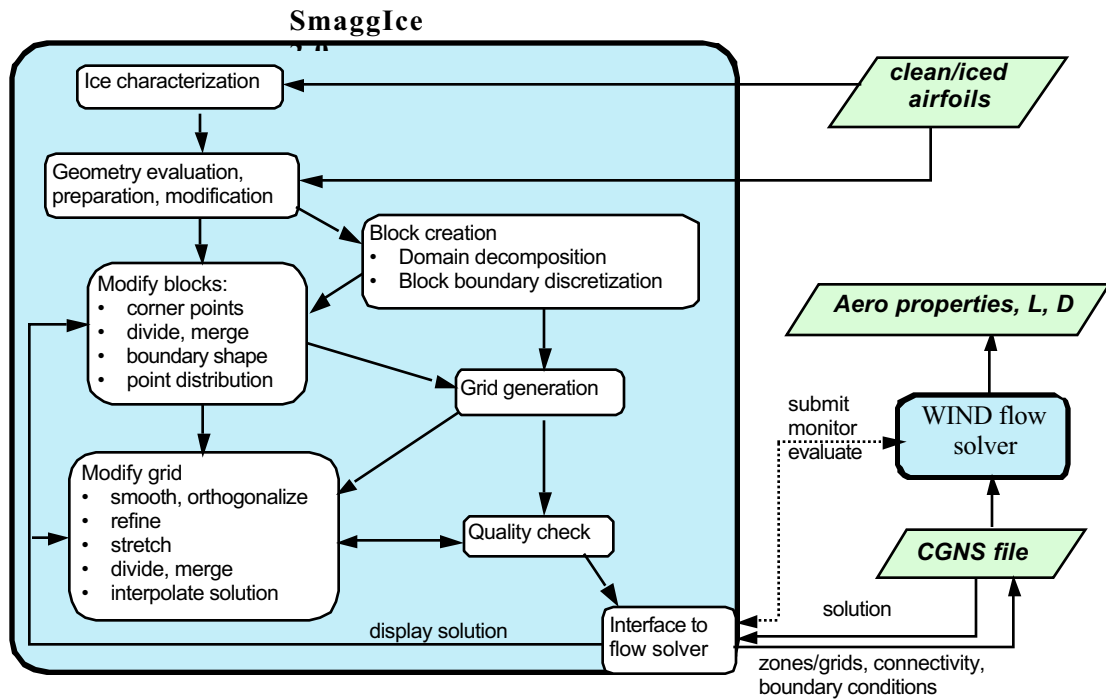 SmaggIce
Ice characterization
clean/iced
airfoils
Geometry evaluation,
preparation, modification
Block creation
• Domain decomposition
• Block boundary discretization
Modify blocks:
• corner points
• divide, merge
• boundary shape
• point distribution
Aero properties, L, D
Grid generation
submit
monitor
evaluate
WIND flow
solver
Modify grid
• smooth, orthogonalize
• refine
• stretch
• divide, merge
• interpolate solution
Quality check
CGNS file
solution
display solution
Interface to
flow solver
zones/grids, connectivity,
boundary conditions